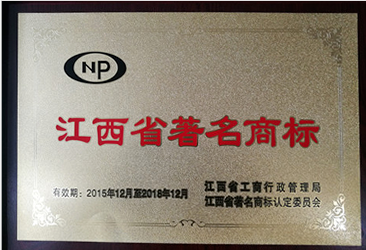 NP
江西省著名商标
有效期：2015年12月至2018年12月
江西省工商行政管理局
江西省著名商标认定委员会